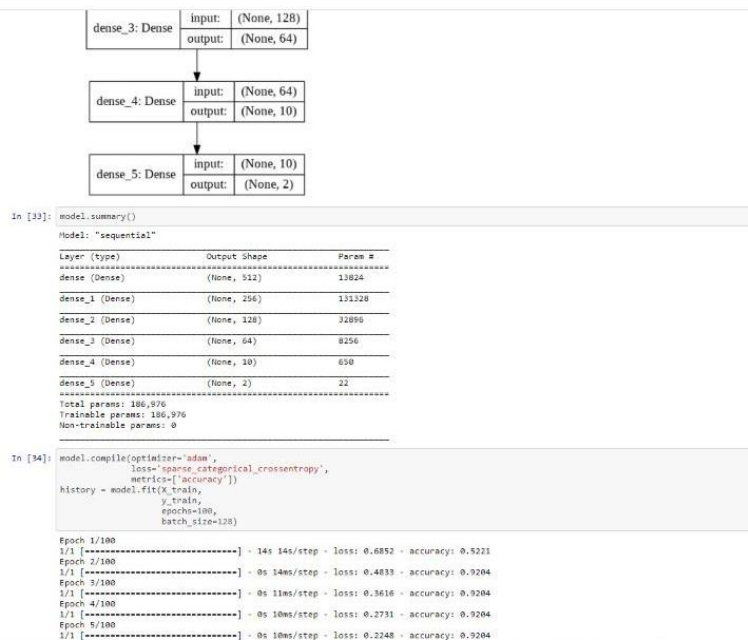 dense_3: Dense input: (None, 128)
output: (None, 64)
dense_4: Dense input: (None, 64)
output: (None, 10)
dense_5: Dense input: (None, 10)
output: (None, 2)
In [33]: model.summary()
Model: "sequential"
Layer (type) Output Shape Param #
=================================================================
dense (Dense) (None, 512) 13824
dense_1 (Dense) (None, 256) 131328
dense_2 (Dense) (None, 128) 32896
dense_3 (Dense) (None, 64) 8256
dense_4 (Dense) (None, 10) 650
dense_5 (Dense) (None, 2) 22
=================================================================
Total params: 186,976
Trainable params: 186,976
Non-trainable params: 0
In [34]: model.compile(optimizer='adam',
loss='sparse_categorical_crossentropy',
metrics=['accuracy'])
history = model.fit(X_train,
y_train,
epochs=100,
batch_size=128)
Epoch 1/100
1/1 [==============================] - 14s 14s/step - loss: 0.6852 - accuracy: 0.5221
Epoch 2/100
1/1 [==============================] - 0s 14ms/step - loss: 0.4833 - accuracy: 0.9204
Epoch 3/100
1/1 [==============================] - 0s 11ms/step - loss: 0.3616 - accuracy: 0.9204
Epoch 4/100
1/1 [==============================] - 0s 10ms/step - loss: 0.2731 - accuracy: 0.9204
Epoch 5/100
1/1 [==============================] - 0s 10ms/step - loss: 0.2248 - accuracy: 0.9204